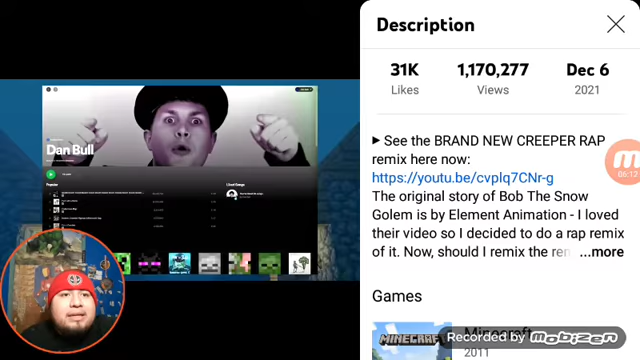 Dan Bull
Popular
Description
31K
1,170,277
Dec 6
Likes
Views
2021
▶ See the BRAND NEW CREEPER RAP
remix here now:
https://youtu.be/cvplq7CNr-g
The original story of Bob The Snow
Golem is by Element Animation - I loved
their video so I decided to do a rap remix
of it. Now, should I remix the rem ...more
06:12
Games
MINECRAFT
Minecraft
2011
Recorded by mobizen